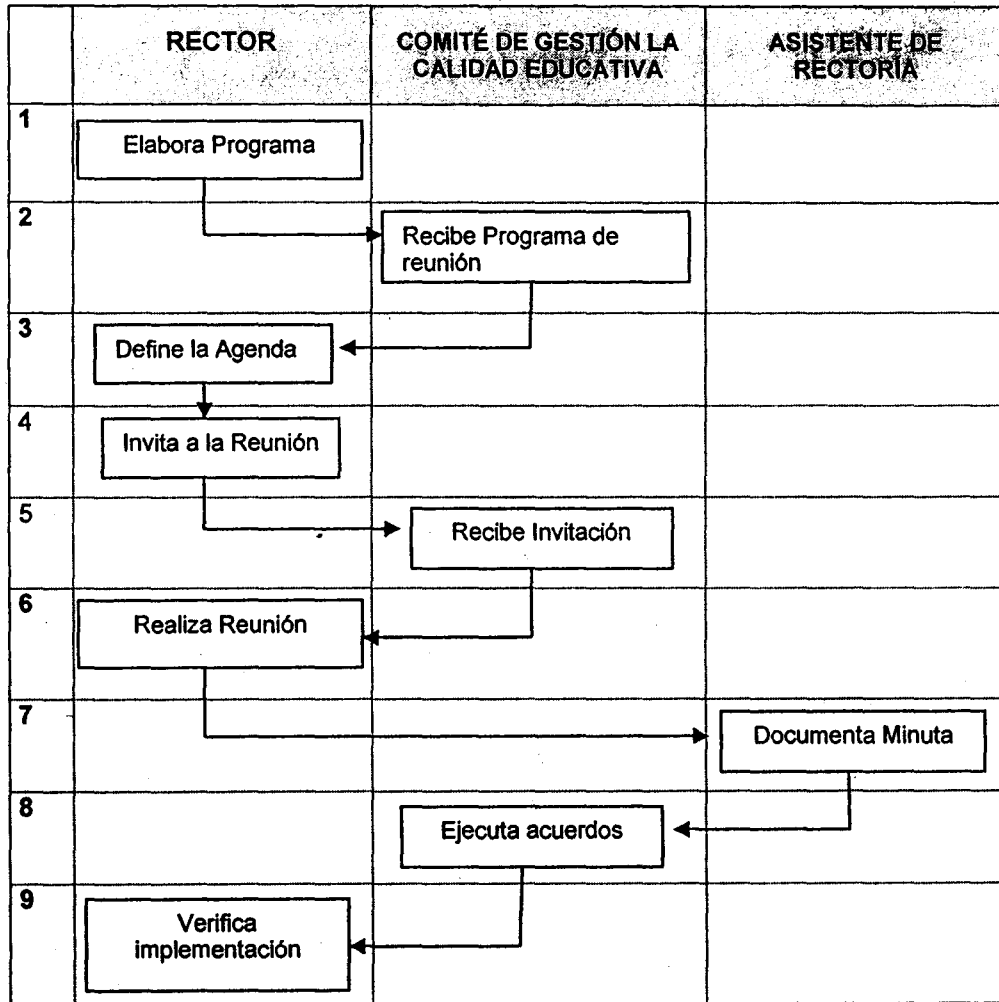 RECTOR
COMITÉ DE GESTIÓN LA
CALIDAD EDUCATIVA
ASISTENTE DE
RECTORÍA
1
Elabora Programa
2
Recibe Programa de
reunión
3
Define la Agenda
4
Invita a la Reunión
5
Recibe Invitación
6
Realiza Reunión
7
Documenta Minuta
8
Ejecuta acuerdos
9
Verifica
implementación